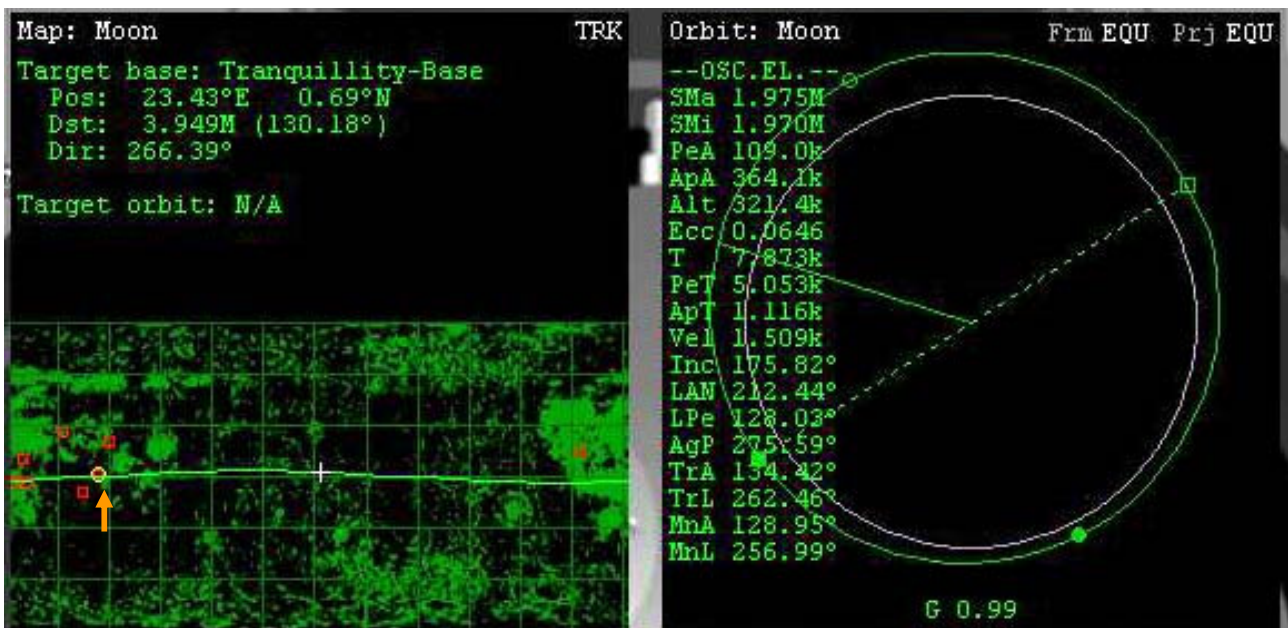 Map: Moon TRK
Target base: Tranquillity-Base
Pos: 23.43°E 0.69°N
Dst: 3.949M (130.18°)
Dir: 266.39°
Target orbit: N/A
Orbit: Moon Frm EQU Prj EQU
--OSC.EL.--
SMa 1.975M
SMi 1.970M
PeA 109.0k
ApA 364.1k
Alt 321.4k
Ecc 0.0646
T 7.873k
PeT 5.053k
ApT 1.116k
Vel 1.509k
Inc 175.82°
LAN 212.44°
LPe 128.03°
AgP 275.59°
TrA 134.42°
TrL 262.46°
MnA 128.95°
MnL 256.99°
G 0.99